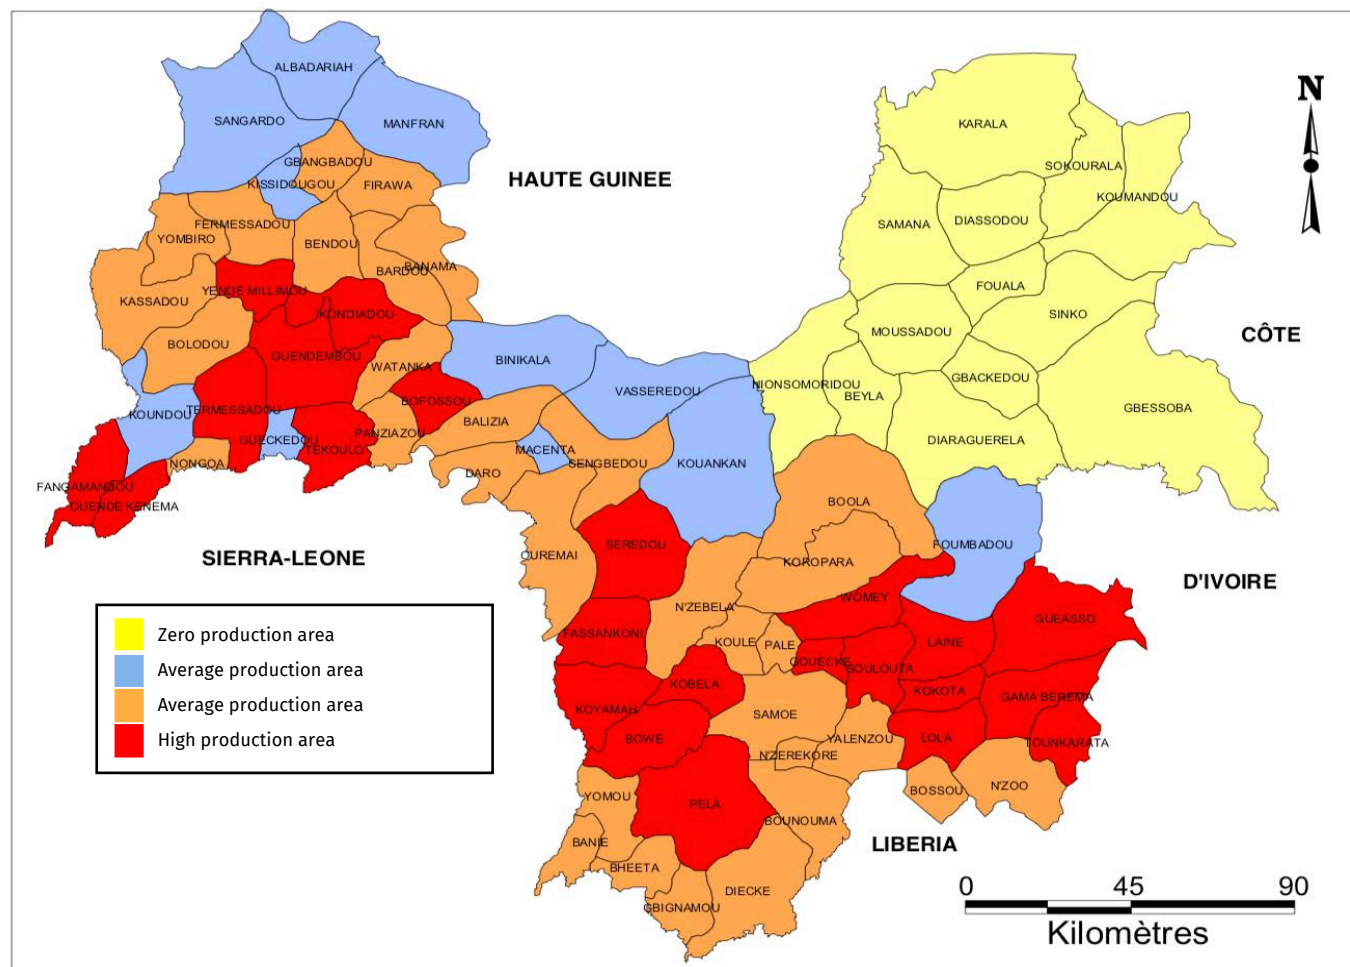 ALBADARIAH
SANGARDO
MANFRAN
GBANGBADOU
KISSIDOUGOU
FIRAWA
HAUTE GUINEE
FERMESSADOU
YOMBIRO
BENDOU
BANAMA
BARDOU
KASSADOU
YENDE MILLIMOU
KONDIADOU
BOLODOU
GUENDEMBOU
WATANKA
BINIKALA
VASSEREDOU
KOUNDOU
TERMESSADOU
BOFOSSOU
GUECKEDOU
TEKOULO
PANZIAZOU
BALIZIA
MACENTA
SENGBEDOU
KOUANKAN
NONGOA
DARO
FANGAMANDOU
OUENDE KENEMA
SIERRA-LEONE
OUREMAI
SEREDOU
KARALA
SOKOURALA
KOUMANDOU
SAMANA
DIASSODOU
FOUALA
SINKO
MOUSSADOU
GBACKEDOU
NIONSOMORIDOU
BEYLA
GBESSOBA
DIARAGUERELA
N
CÔTE
D'IVOIRE
BOOLA
FOUMBADOU
KOROPARA
WOMEY
N'ZEBELA
GUEASSO
FASSANKONI
KOULE
PALE
LAINE
GOUECKE
SOULOUTA
KOBELA
KOKOTA
GAMA BEREMA
KOYAMAH
SAMOE
BOWE
YALENZOU
LOLA
TOUNKARATA
N'ZEREKORE
BOSSOU
N'ZOO
YOMOU
PELA
BOUNOUMA
LIBERIA
BANIE
BHEETA
DIECKE
GBIGNAMOU
Zero production area
Average production area
Average production area
High production area
0 45 90
Kilomètres